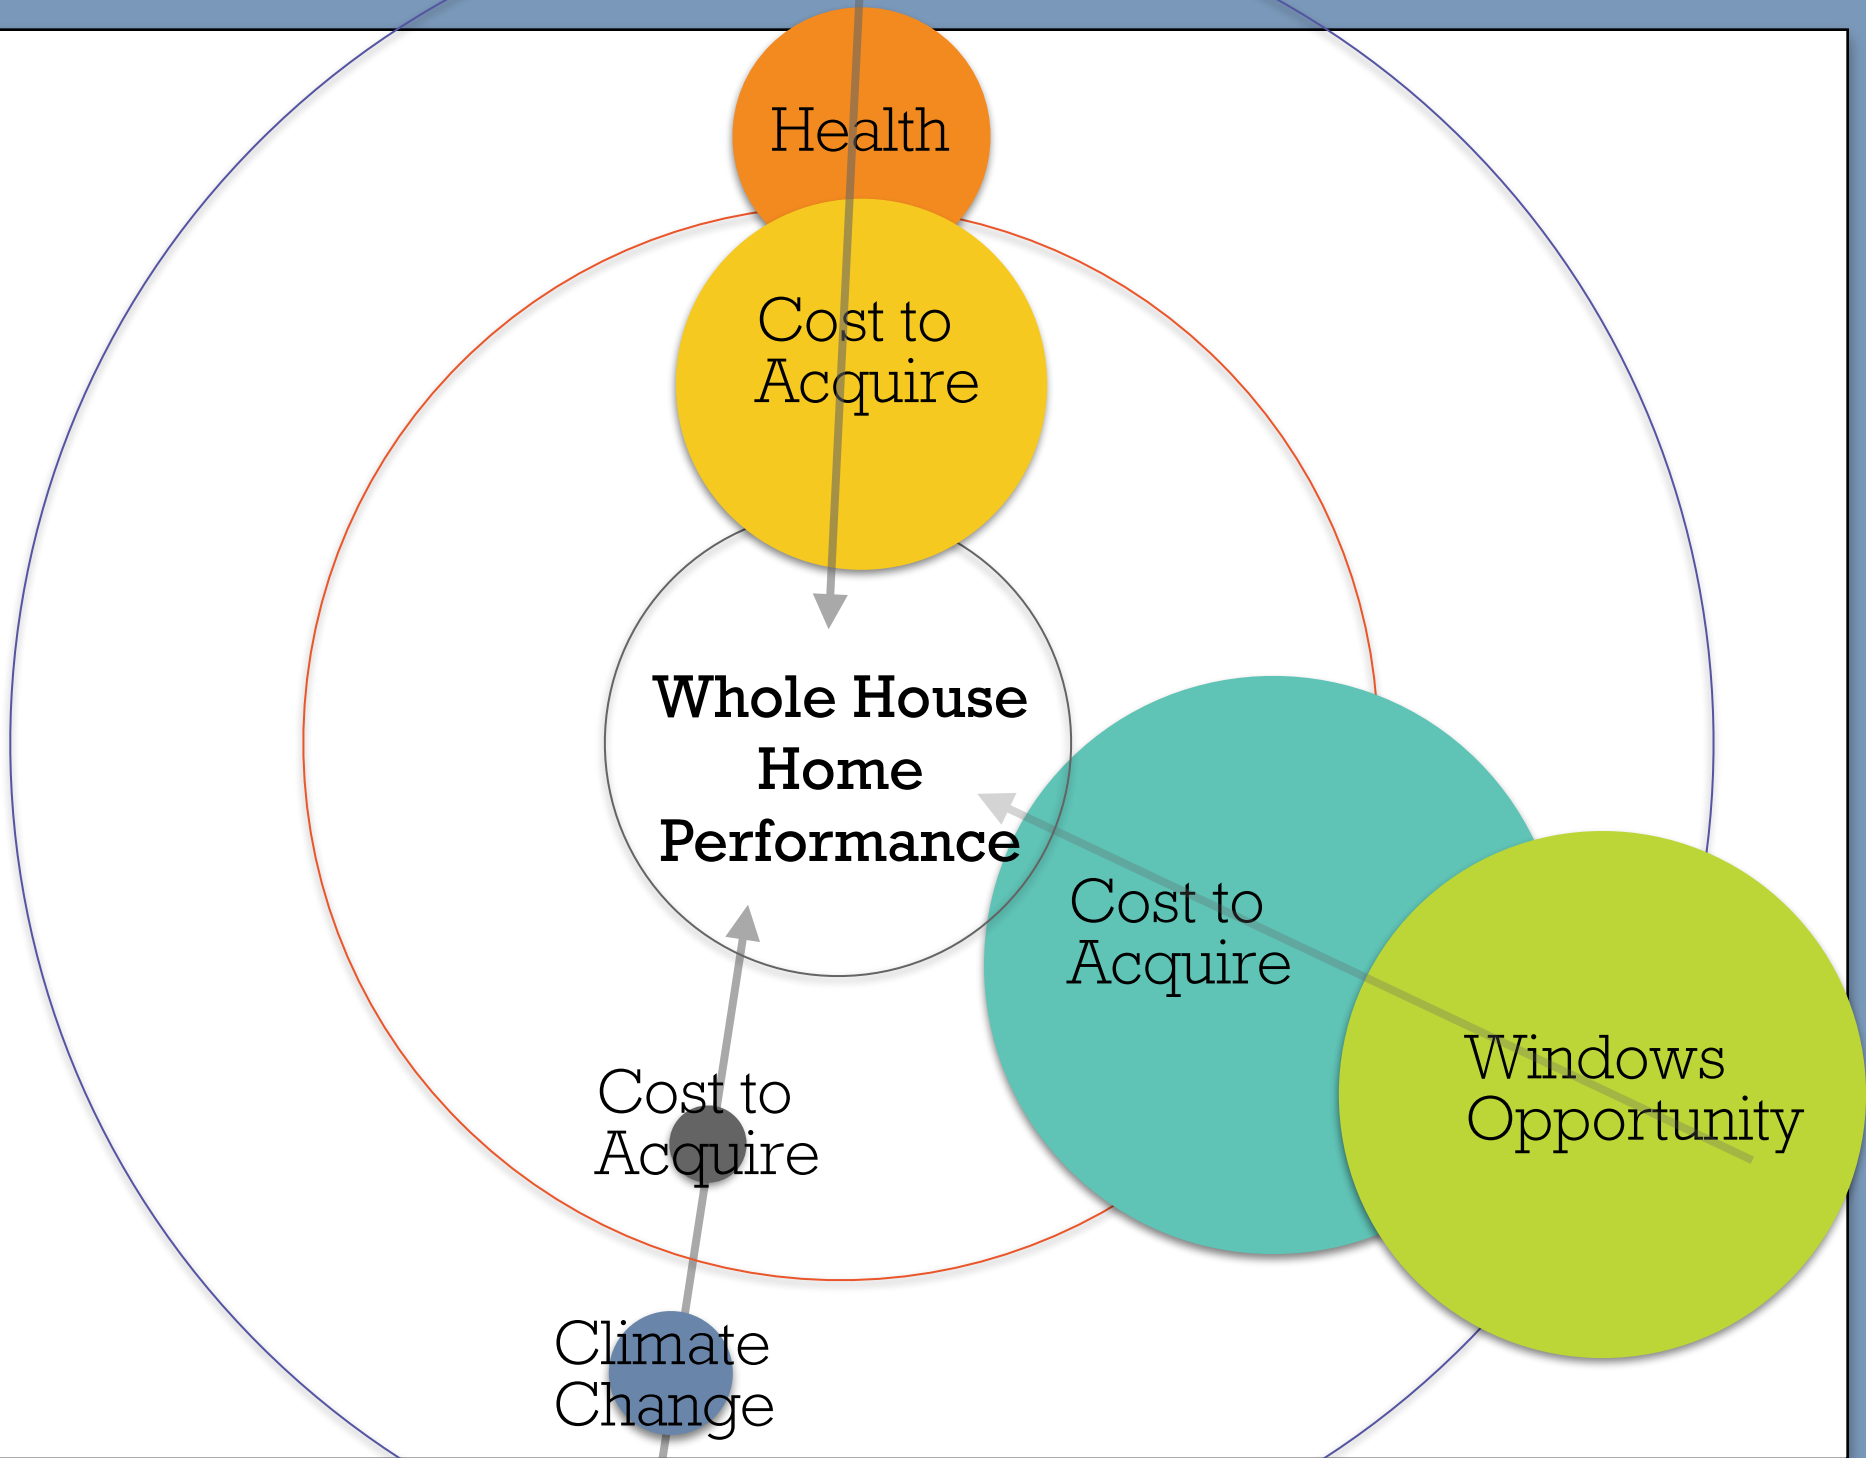 Health
Cost to
Acquire
Whole House
Home
Performance
Cost to
Acquire
Windows
Opportunity
Cost to
Acquire
Climate
Change